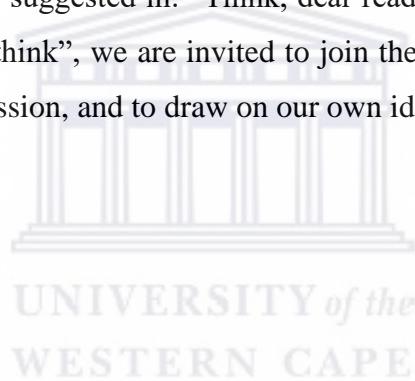 suggested in: “Think, dear read
think”, we are invited to join the
ssion, and to draw on our own id
UNIVERSITY of the
WESTERN CAPE